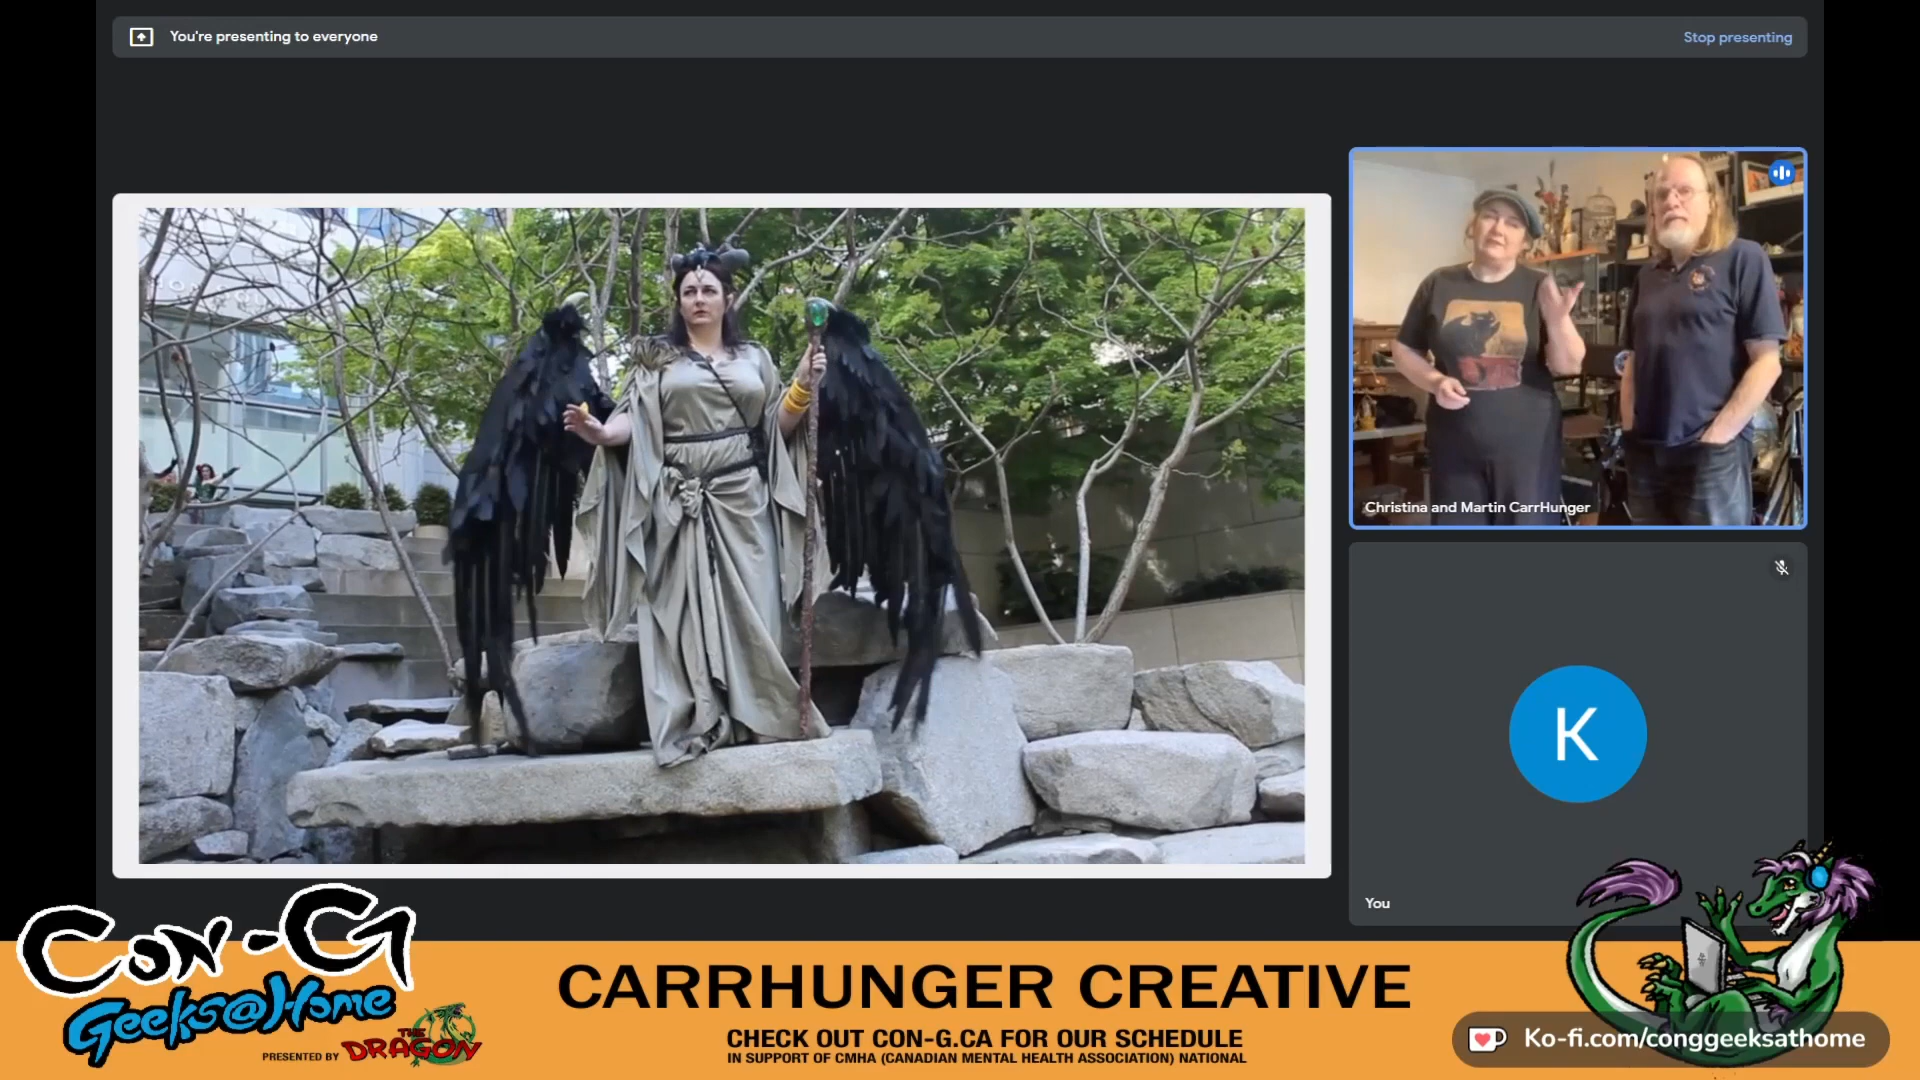 You're presenting to everyone
Stop presenting
Christina and Martin CarrHunger
K
You
CON-G
Geeks@Home
PRESENTED BY THE DRAGON
CARRHUNGER CREATIVE
CHECK OUT CON-G.CA FOR OUR SCHEDULE
IN SUPPORT OF CMHA (CANADIAN MENTAL HEALTH ASSOCIATION) NATIONAL
Ko-fi.com/conggeeksathome